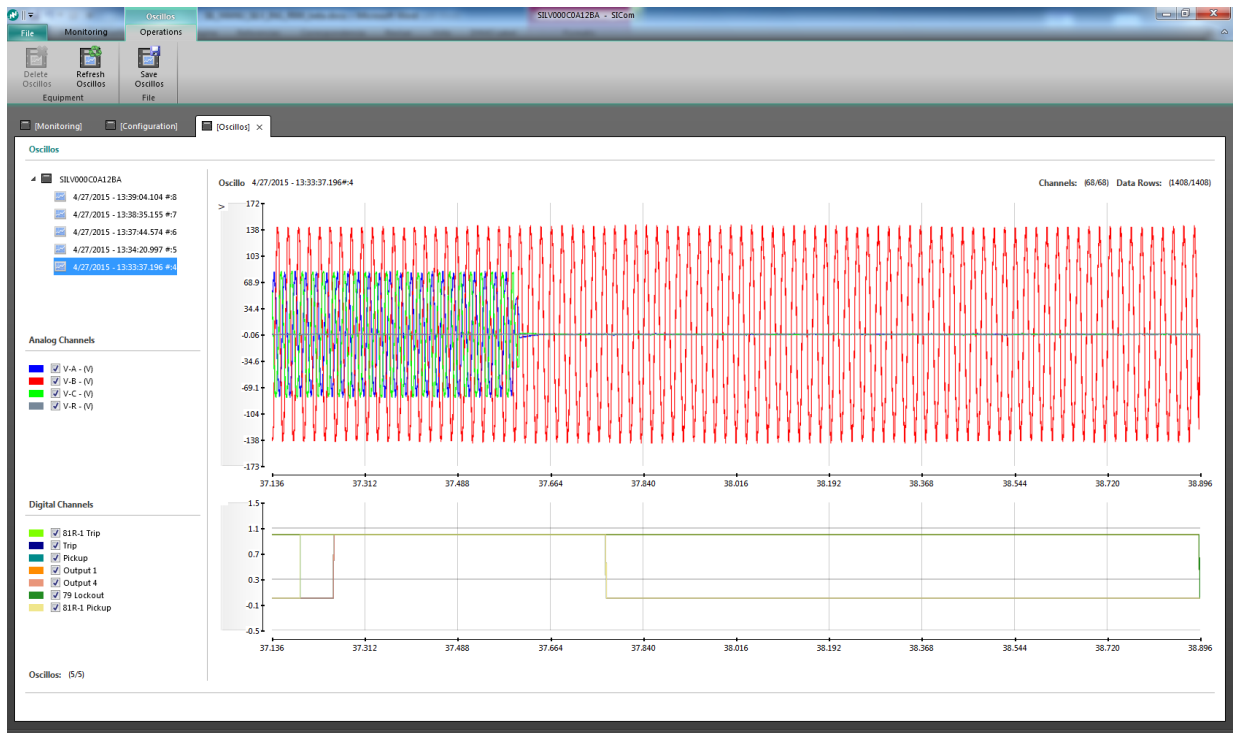 Oscillos
SILV000C0A12BA - SICom
File
Monitoring
Operations
Delete Oscillos
Refresh Oscillos
Save Oscillos
Equipment
File
[Monitoring]
[Configuration]
[Oscillos] ×
Oscillos
SILV000C0A12BA
4/27/2015 - 13:39:04.104 #:8
4/27/2015 - 13:38:35.155 #:7
4/27/2015 - 13:37:44.574 #:6
4/27/2015 - 13:34:20.997 #:5
4/27/2015 - 13:33:37.196 #:4
Oscillo 4/27/2015 - 13:33:37.196#:4
Channels: (68/68) Data Rows: (1408/1408)
>
172
138
103
68.9
34.4
-0.06
-34.6
-69.1
-104
-138
-173
37.136 37.312 37.488 37.664 37.840 38.016 38.192 38.368 38.544 38.720 38.896
Analog Channels
V-A - (V)
V-B - (V)
V-C - (V)
V-R - (V)
Digital Channels
81R-1 Trip
Trip
Pickup
Output 1
Output 4
79 Lockout
81R-1 Pickup
1.5
1.1
0.7
0.3
-0.1
-0.5
37.136 37.312 37.488 37.664 37.840 38.016 38.192 38.368 38.544 38.720 38.896
Oscillos: (5/5)